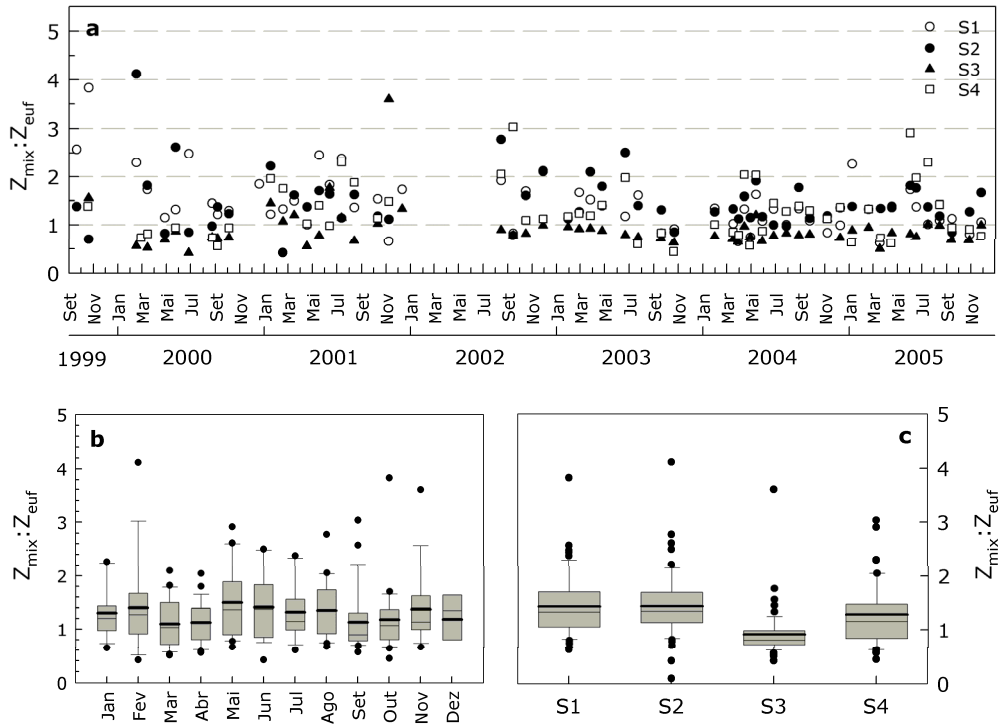 a
5
4
3
2
1
0
Zmix:Zeuf
S1
S2
S3
S4
Set Nov Jan Mar Mai Jul Set Nov Jan Mar Mai Jul Set Nov Jan Mar Mai Jul Set Nov Jan Mar Mai Jul Set Nov Jan Mar Mai Jul Set Nov Jan Mar Mai Jul Set Nov
1999 2000 2001 2002 2003 2004 2005
b
5
4
3
2
1
0
Zmix:Zeuf
Jan Fev Mar Abr Mai Jun Jul Ago Set Out Nov Dez
c
5
4
3
2
1
0
Zmix:Zeuf
S1 S2 S3 S4